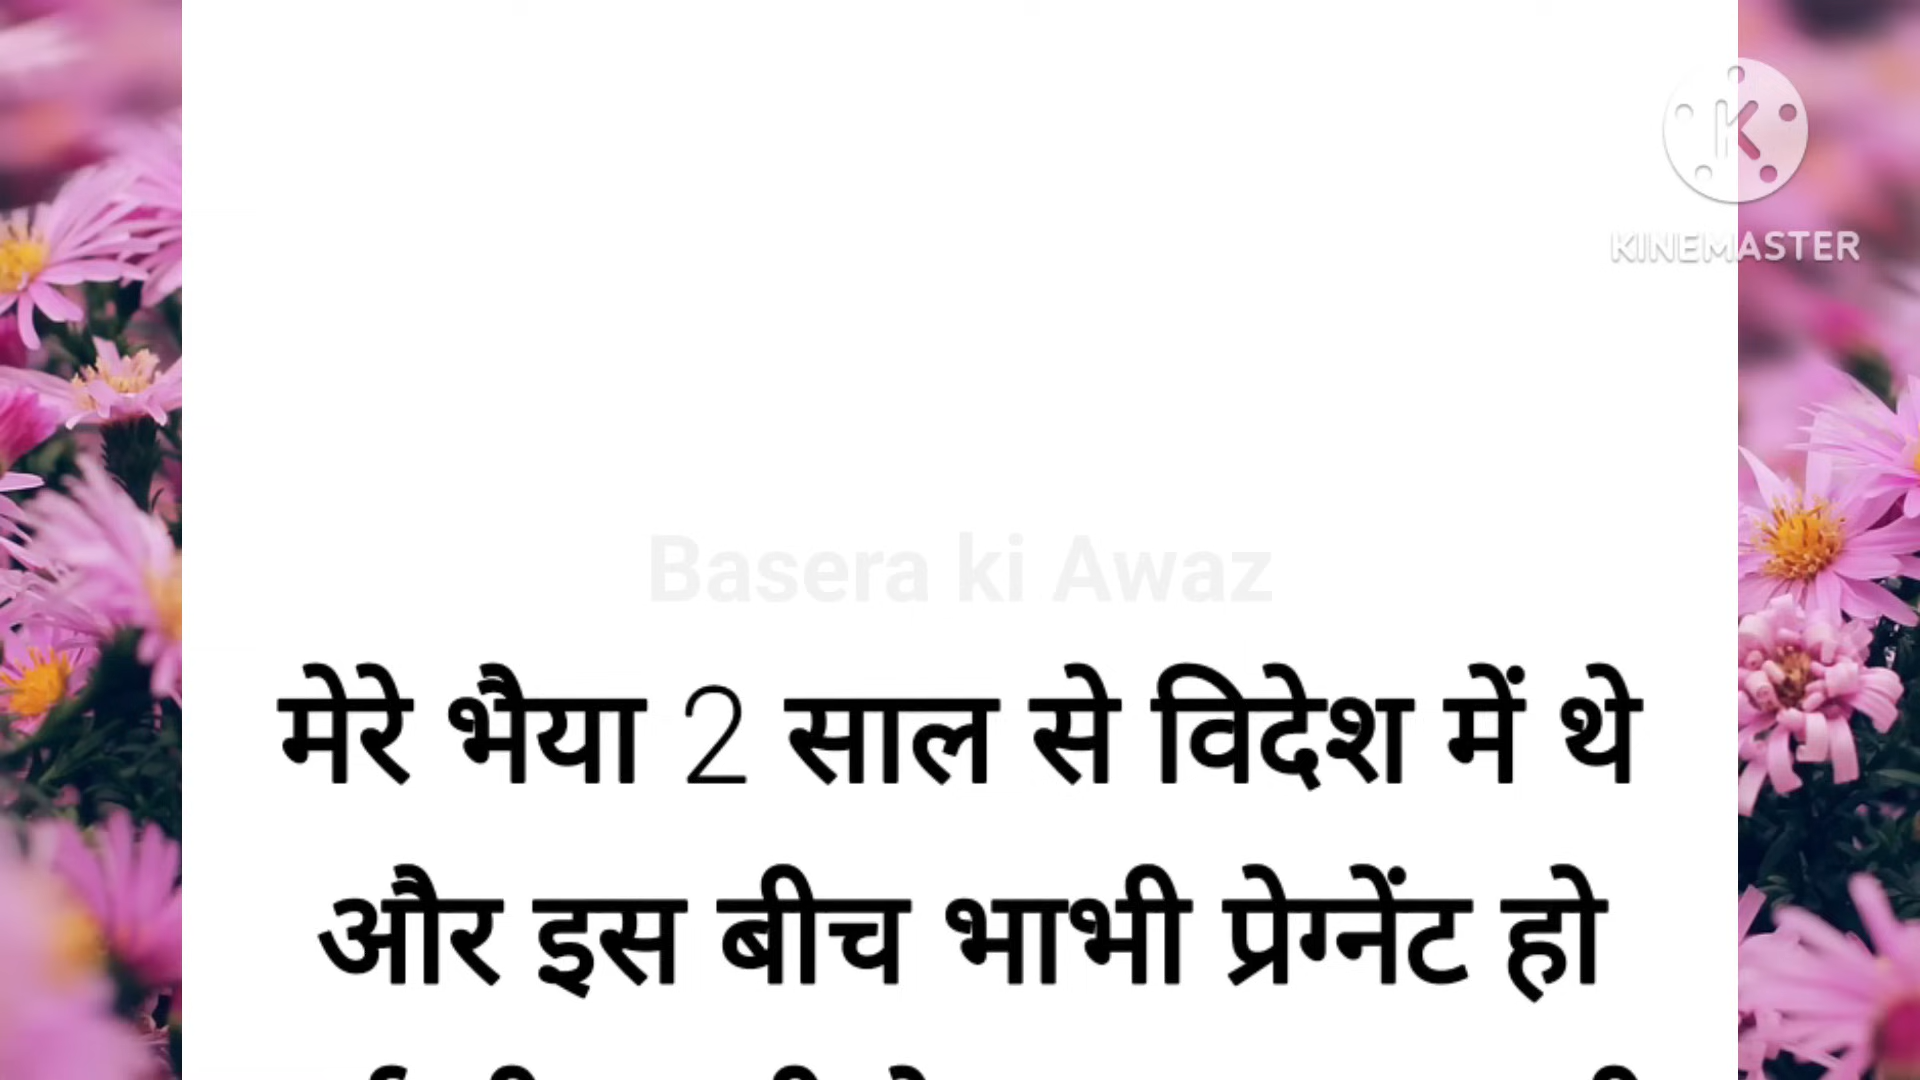 KINEMASTER
Basera ki Awaz
मेरे भैया 2 साल से विदेश में थे
और इस बीच भाभी प्रेग्नेंट हो